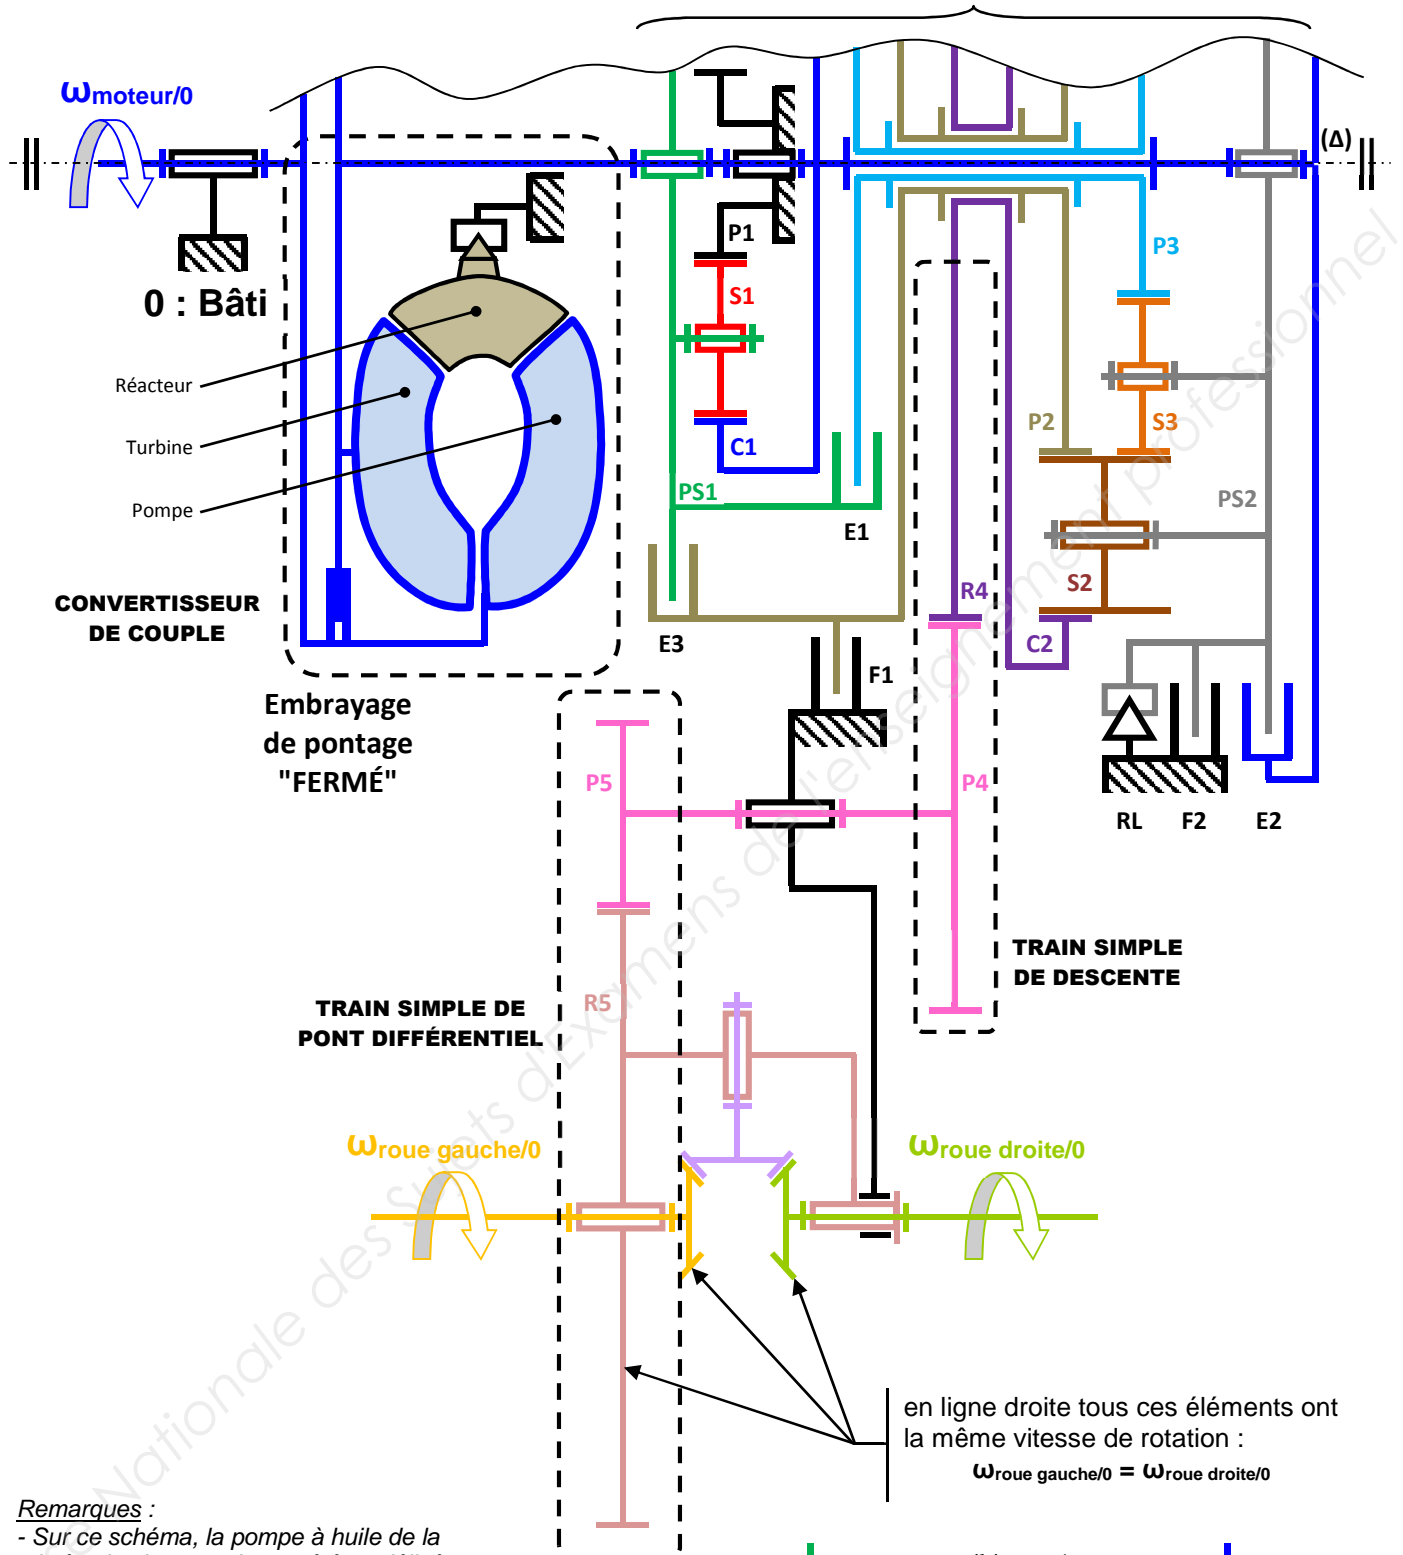 ωmoteur/0
(Δ)
0 : Bâti
P1
P3
S1
Réacteur
Turbine
C1
P2
S3
Pompe
PS1
PS2
E1
CONVERTISSEUR
DE COUPLE
S2
R4
E3
C2
F1
Embrayage
de pontage
"FERMÉ"
P5
P4
RL
F2
E2
TRAIN SIMPLE
DE DESCENTE
R5
TRAIN SIMPLE DE
PONT DIFFÉRENTIEL
ωroue gauche/0
ωroue droite/0
en ligne droite tous ces éléments ont
la même vitesse de rotation :
ωroue gauche/0 = ωroue droite/0
Remarques :
- Sur ce schéma, la pompe à huile de la
Nationale des Sujets d'Examens de l'enseignement professionnel